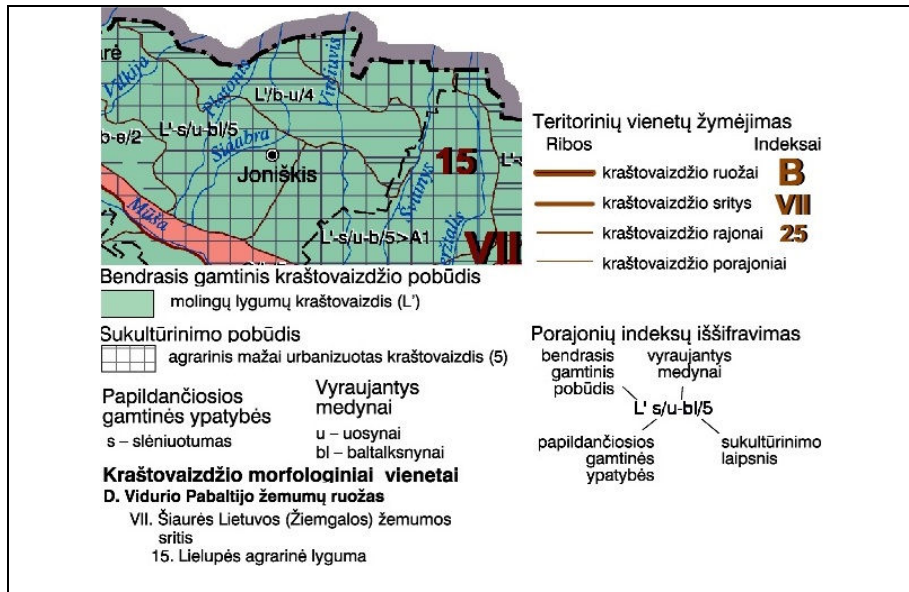 arė
Vilkija
Platonis
Virčiuvis
L'/b-u/4
b-e/2
L'-s/u-bl/5
Sidabra
15
Joniškis
Mūša
L'-s/u-b/5>A1
VII
Bendrasis gamtinis kraštovaizdžio pobūdis
molingų lygumų kraštovaizdis (L')
Sukultūrinimo pobūdis
agrarinis mažai urbanizuotas kraštovaizdis (5)
Papildančiosios
gamtinės ypatybės
s – slėniuotumas
Vyraujantys
medynai
u – uosynai
bl – baltalksnynai
Kraštovaizdžio morfologiniai vienetai
D. Vidurio Pabaltijo žemumų ruožas
VII. Šiaurės Lietuvos (Žiemgalos) žemumos
sritis
15. Lielupės agrarinė lyguma
Teritorinių vienetų žymėjimas
Ribos Indeksai
kraštovaizdžio ruožai B
kraštovaizdžio sritys VII
kraštovaizdžio rajonai 25
kraštovaizdžio porajoniai
Porajonių indeksų iššifravimas
bendrasis
gamtinis
pobūdis
vyraujantys
medynai
L' s/u-bl/5
papildančiosios
gamtinės
ypatybės
sukultūrinimo
laipsnis